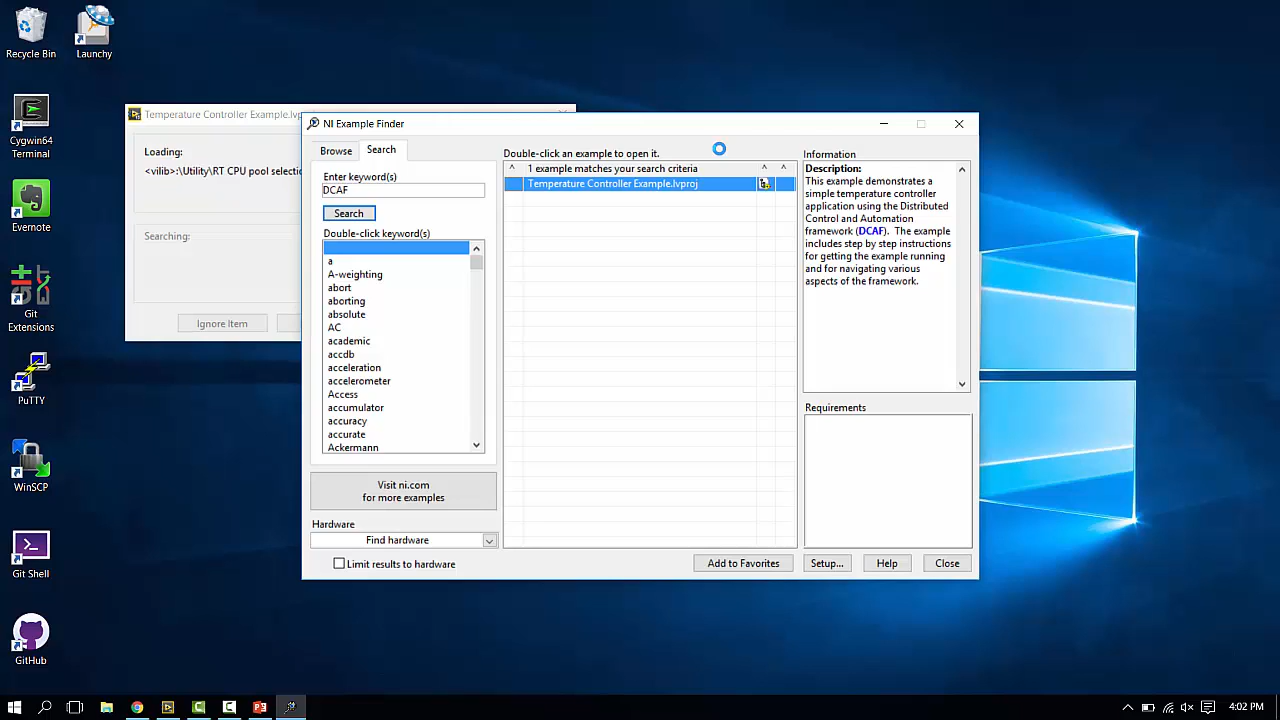 Recycle Bin
Launchy
Cygwin64
Terminal
Evernote
Git
Extensions
PuTTY
WinSCP
Git Shell
GitHub
Temperature Controller Example.lvp
Loading:
<vilib>:\Utility\RT CPU pool selectio
Searching:
Ignore Item
NI Example Finder
Browse
Search
Enter keyword(s)
DCAF
Search
Double-click keyword(s)
a
A-weighting
abort
aborting
absolute
AC
academic
accdb
acceleration
accelerometer
Access
accumulator
accuracy
accurate
Ackermann
Visit ni.com
for more examples
Hardware
Find hardware
Limit results to hardware
Double-click an example to open it.
1 example matches your search criteria
Temperature Controller Example.lvproj
Information
Description:
This example demonstrates a
simple temperature controller
application using the Distributed
Control and Automation
framework (DCAF). The example
includes step by step instructions
for getting the example running
and for navigating various
aspects of the framework.
Requirements
Add to Favorites
Setup...
Help
Close
4:02 PM